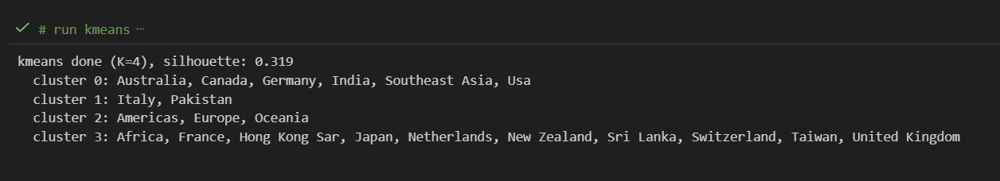 # run kmeans ...
kmeans done (K=4), silhouette: 0.319
cluster 0: Australia, Canada, Germany, India, Southeast Asia, Usa
cluster 1: Italy, Pakistan
cluster 2: Americas, Europe, Oceania
cluster 3: Africa, France, Hong Kong Sar, Japan, Netherlands, New Zealand, Sri Lanka, Switzerland, Taiwan, United Kingdom